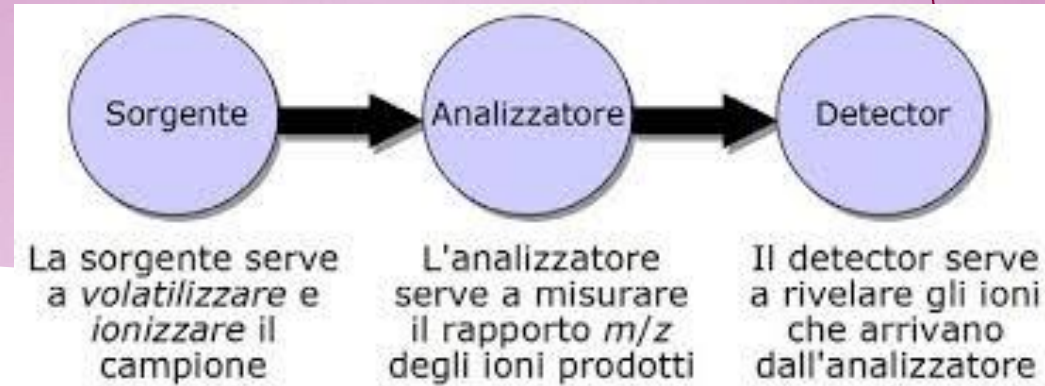 Sorgente
Analizzatore
Detector
La sorgente serve
a volatilizzare e
ionizzare il
campione
L'analizzatore
serve a misurare
il rapporto m/z
degli ioni prodotti
Il detector serve
a rivelare gli ioni
che arrivano
dall'analizzatore